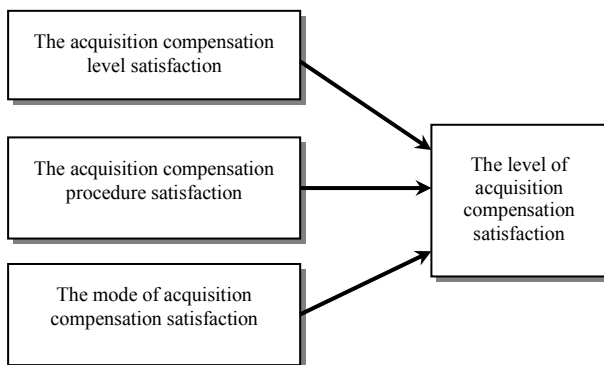 The acquisition compensation
level satisfaction
The acquisition compensation
procedure satisfaction
The mode of acquisition
compensation satisfaction
The level of
acquisition
compensation
satisfaction